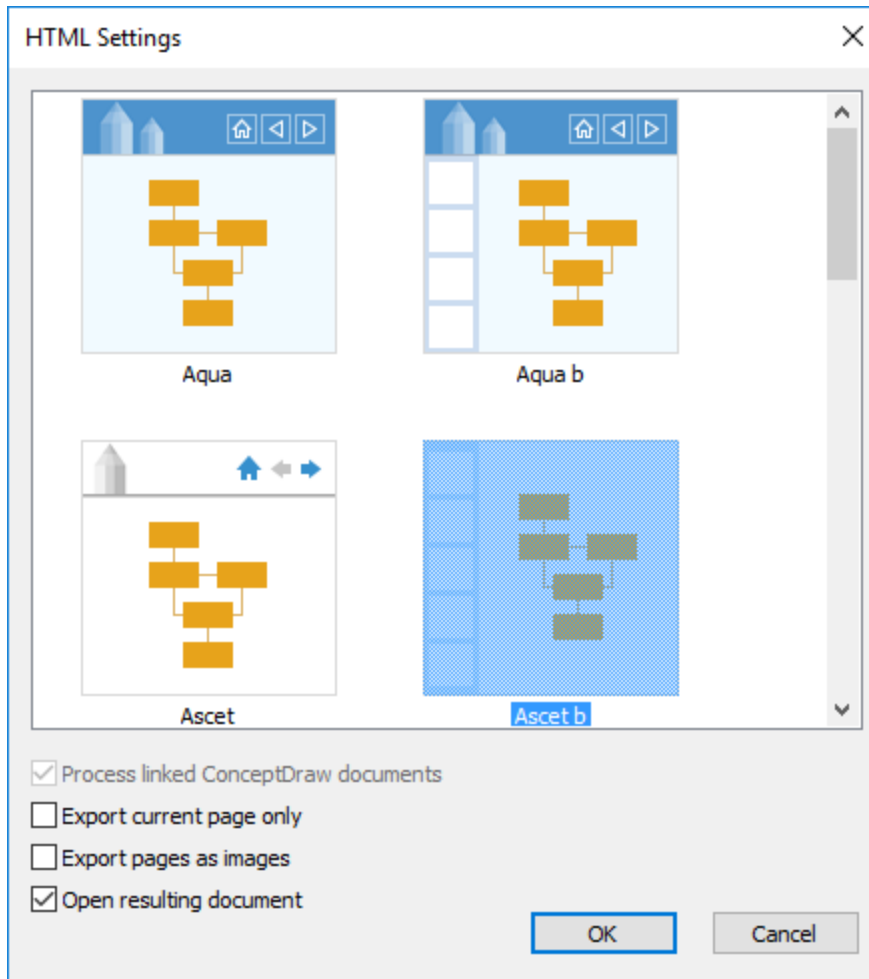 HTML Settings
Aqua
Aqua b
Ascet
Ascet b
Process linked ConceptDraw documents
Export current page only
Export pages as images
Open resulting document
OK
Cancel